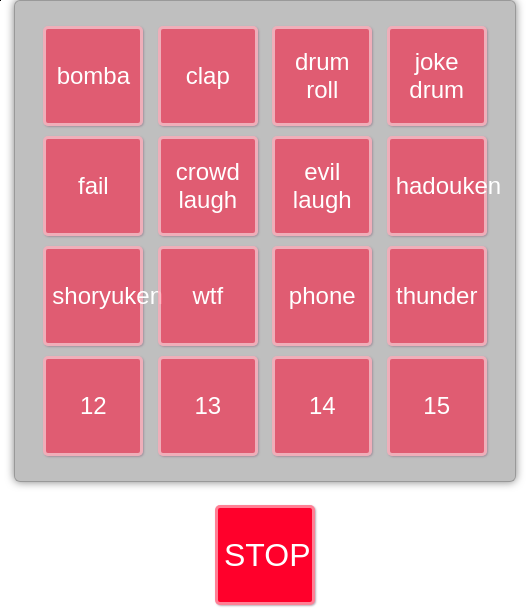 bomba
clap
drum
roll
joke
drum
fail
crowd
laugh
evil
laugh
hadouken
shoryuken
wtf
phone
thunder
12
13
14
15
STOP